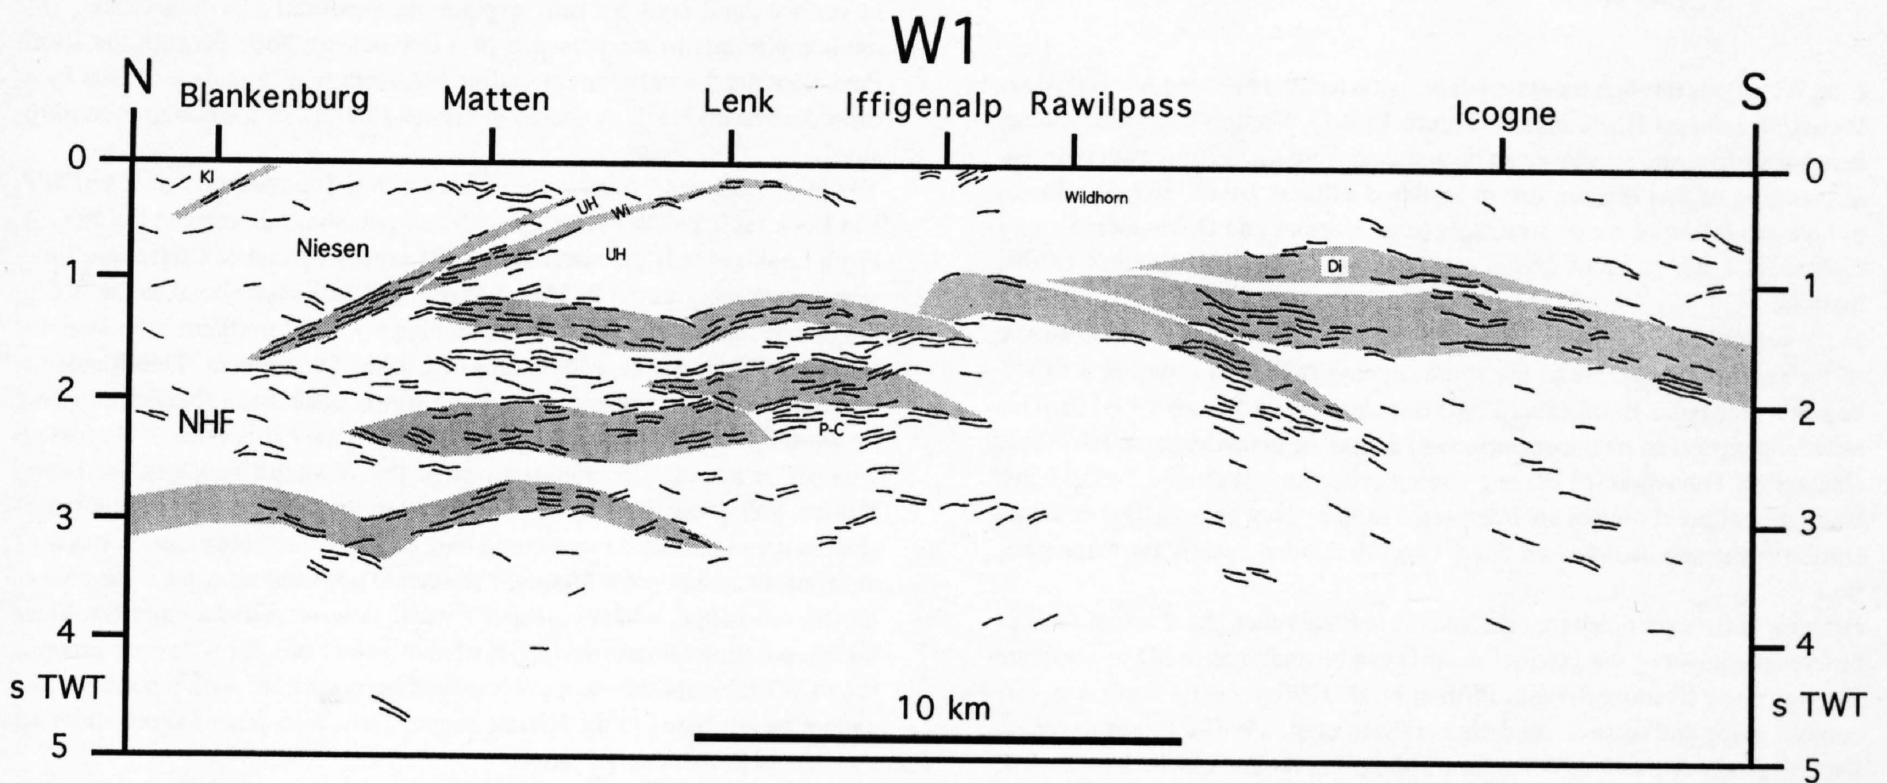 W1
N
S
Blankenburg Matten Lenk Iffigenalp Rawilpass Icogne
0 0
KI
UH
Wi
Wildhorn
Niesen
UH
Di
1 1
2 2
NHF
P-C
3 3
4 4
s TWT s TWT
10 km
5 5